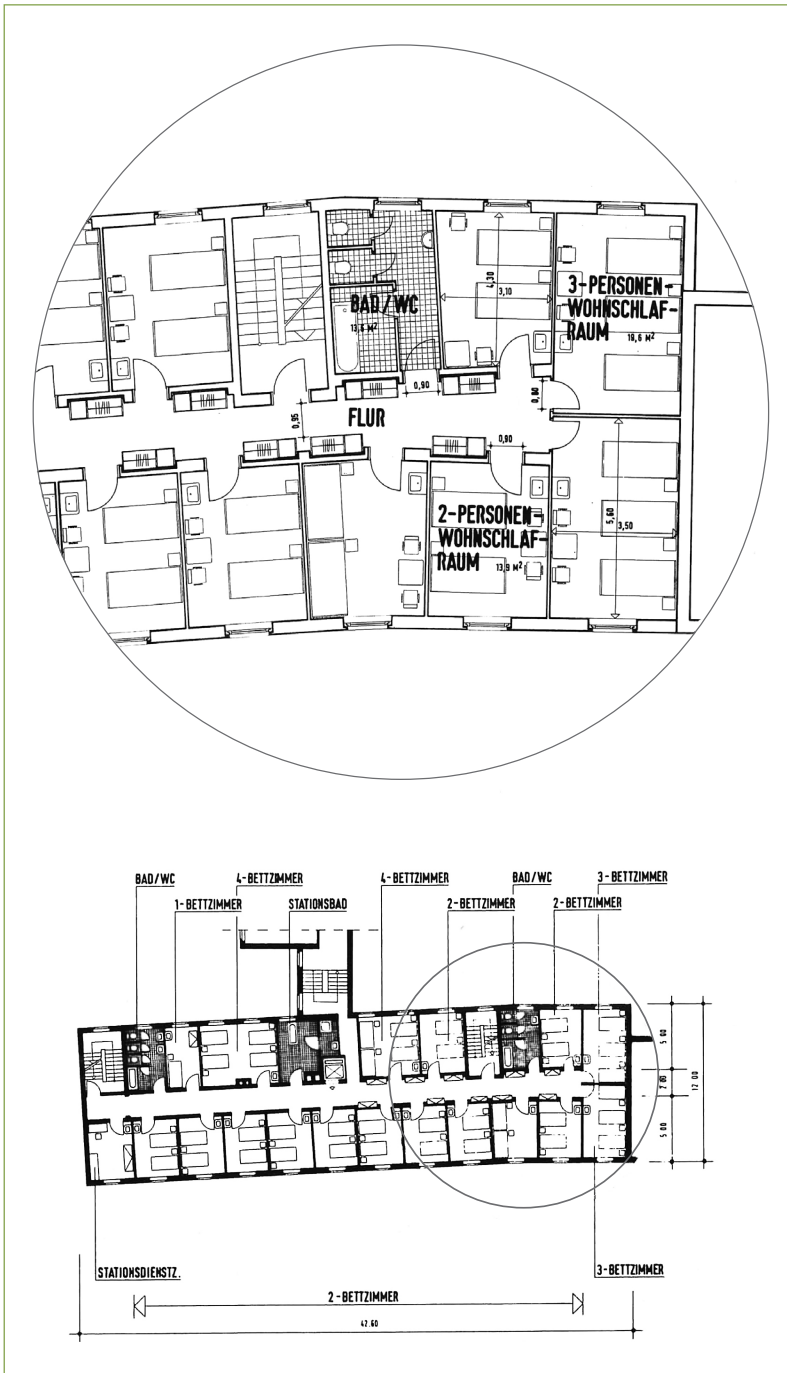 BAD/WC
13,6 M²
4,30
3,10
3-PERSONEN-
WOHNSCHLAF-
RAUM
19,6 M²
0,90
0,80
0,95
FLUR
0,90
2-PERSONEN-
WOHNSCHLAF-
RAUM
13,9 M²
5,60
3,50
BAD/WC
4-BETTZIMMER
4-BETTZIMMER
BAD/WC
3-BETTZIMMER
1-BETTZIMMER
STATIONSBAD
2-BETTZIMMER
2-BETTZIMMER
5 00
2 00
12 00
5 00
STATIONSDIENSTZ.
3-BETTZIMMER
2-BETTZIMMER
42.60